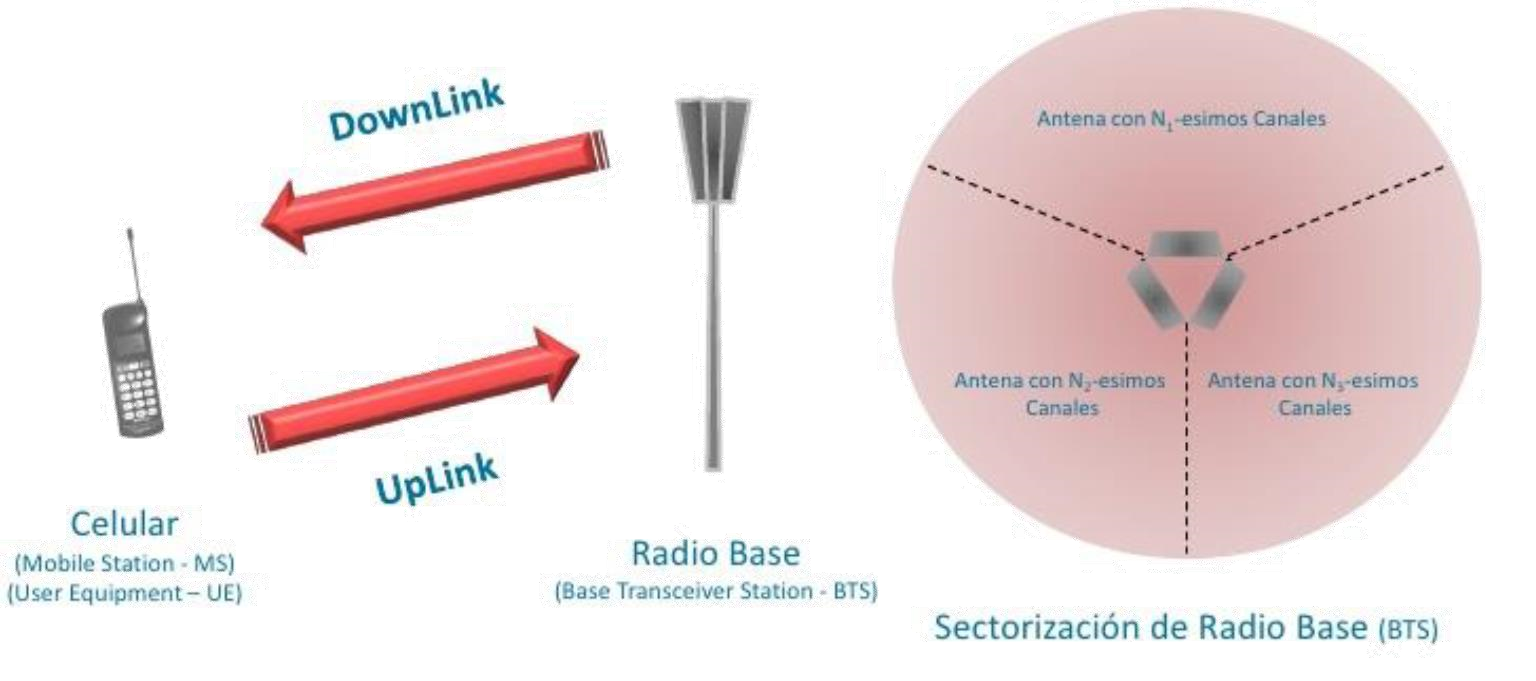 DownLink
UpLink
Celular
(Mobile Station - MS)
(User Equipment – UE)
Radio Base
(Base Transceiver Station - BTS)
Antena con N₁-esimos Canales
Antena con N₂-esimos
Canales
Antena con N₃-esimos
Canales
Sectorización de Radio Base (BTS)